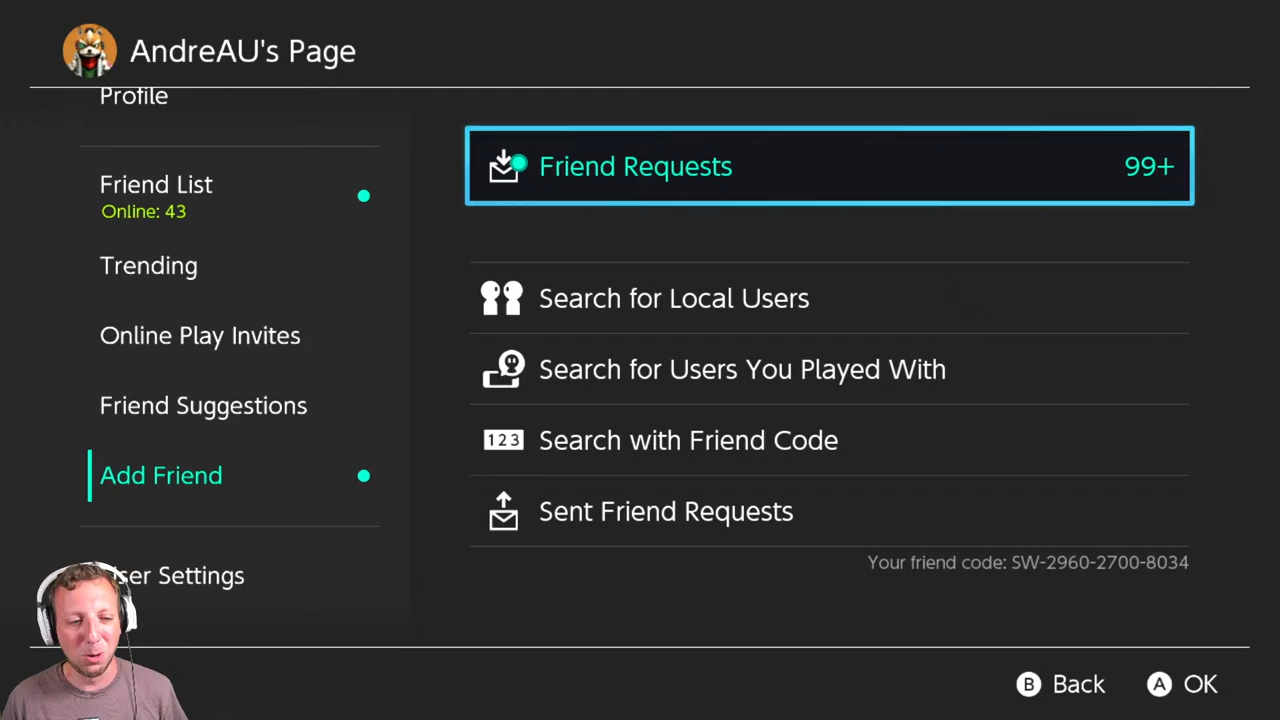 AndreAU's Page
Profile
Friend List
Online: 43
Trending
Online Play Invites
Friend Suggestions
Add Friend
User Settings
Friend Requests 99+
Search for Local Users
Search for Users You Played With
123 Search with Friend Code
Sent Friend Requests
Your friend code: SW-2960-2700-8034
B Back A OK